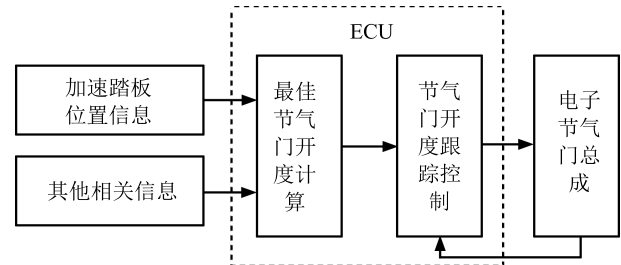 ECU
加速踏板
位置信息
其他相关信息
最佳
节气
门开
度计
算
节气
门开
度跟
踪控
制
电子
节气
门总
成